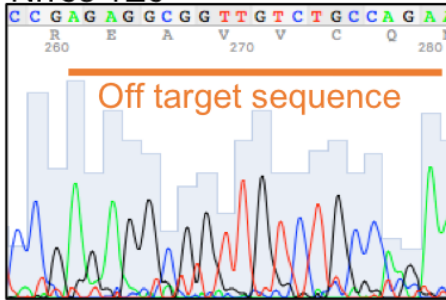 C C G A G A G G C G G T T G T C T G C C A G A
R E A V V C Q
260 270 280
Off target sequence